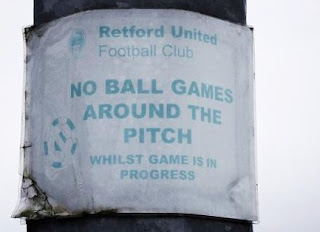 Retford United
Football Club
NO BALL GAMES
AROUND THE
PITCH
WHILST GAME IS IN
PROGRESS